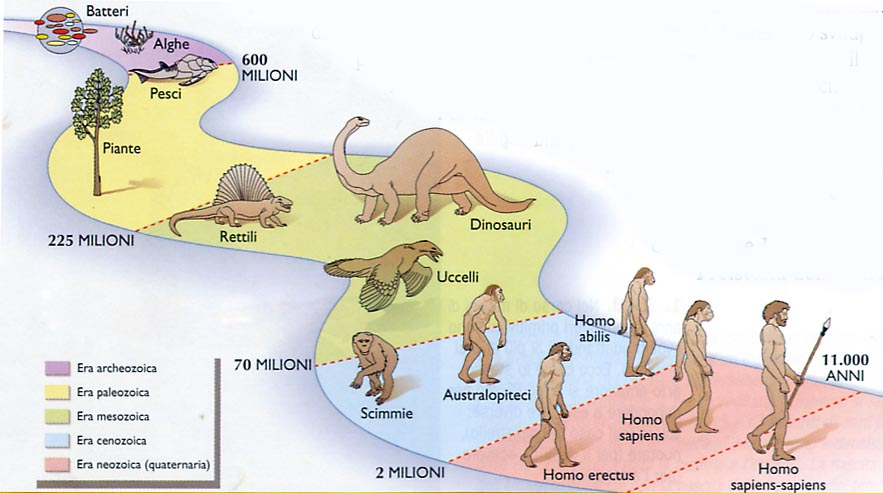 Batteri
Alghe
600
MILIONI
Pesci
Piante
225 MILIONI
Rettili
Dinosauri
Uccelli
70 MILIONI
Scimmie
Australopiteci
Homo
abilis
2 MILIONI
Homo erectus
Homo
sapiens
11.000
ANNI
Homo
sapiens-sapiens
Era archeozoica
Era paleozoica
Era mesozoica
Era cenozoica
Era neozoica (quaternaria)